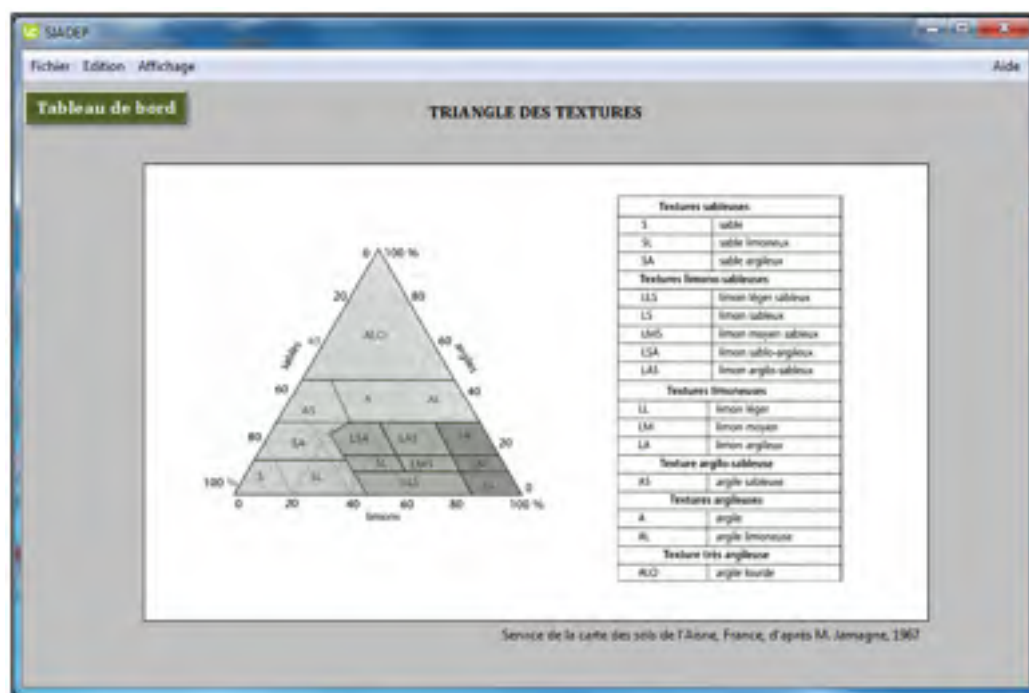 SIADEP
Fichier Edition Affichage Aide
Tableau de bord
TRIANGLE DES TEXTURES
0 100 %
20 80
40 60
sables argiles
60 40
80 20
100 % 0
0 20 40 60 80 100 %
limons
ALO
AS A AL
SA LSA LAS LA
S SL
LMS
Textures sableuses
S sable
SL sable limoneux
SA sable argileux
Textures limono-sableuses
LLS limon léger sableux
LS limon sableux
LMS limon moyen sableux
LSA limon sablo-argileux
LAS limon argilo-sableux
Textures limoneuses
LL limon léger
LM limon moyen
LA limon argileux
Texture argilo-sableuse
AS argile sableuse
Textures argileuses
A argile
AL argile limoneuse
Texture très argileuse
ALO argile lourde
Service de la carte des sols de l'Aisne, France, d'après M. Jamagne, 1967